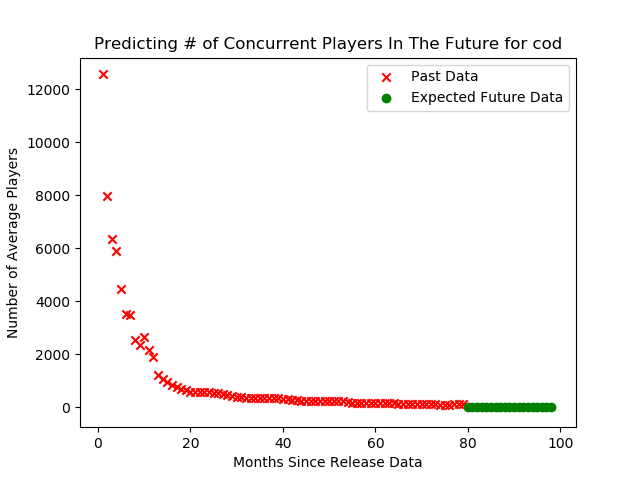 Predicting # of Concurrent Players In The Future for cod
Past Data
Expected Future Data
Number of Average Players
12000
10000
8000
6000
4000
2000
0
0 20 40 60 80 100
Months Since Release Data